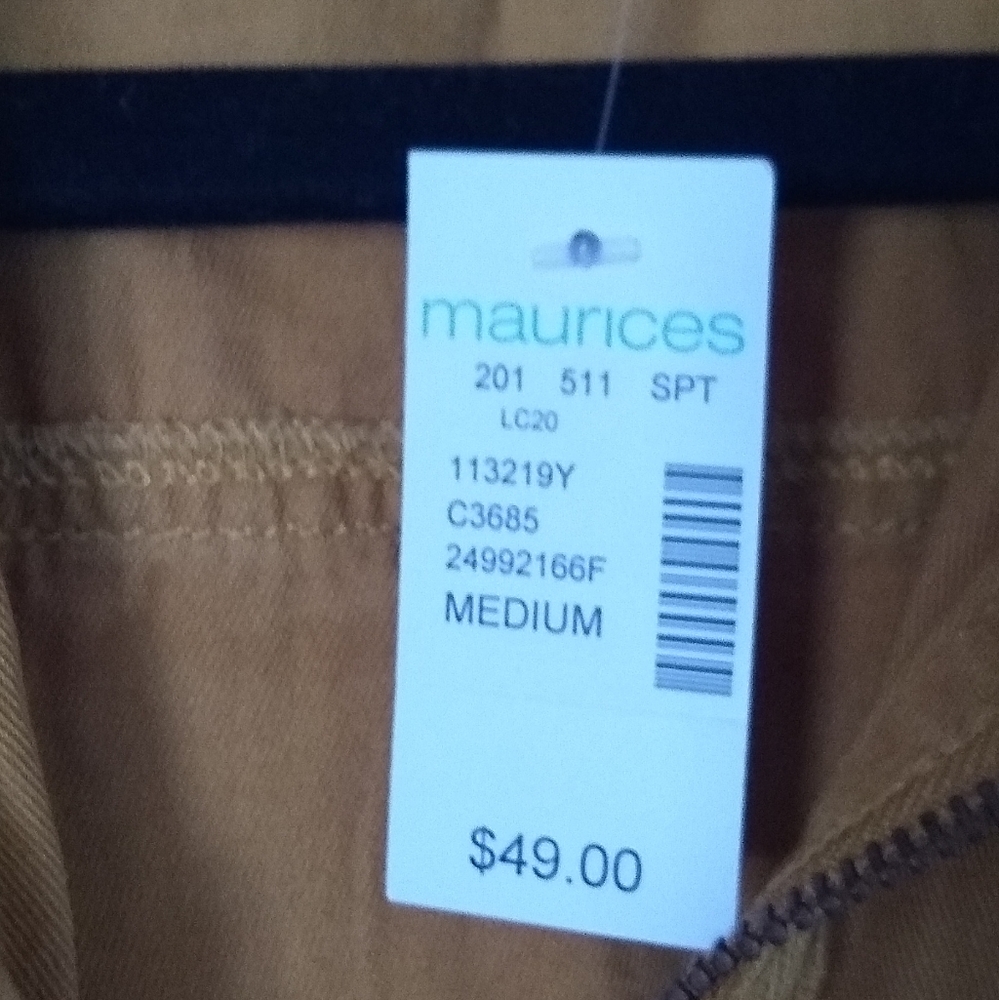 maurices
201 511 SPT
LC20
113219Y
C3685
24992166F
MEDIUM
$49.00